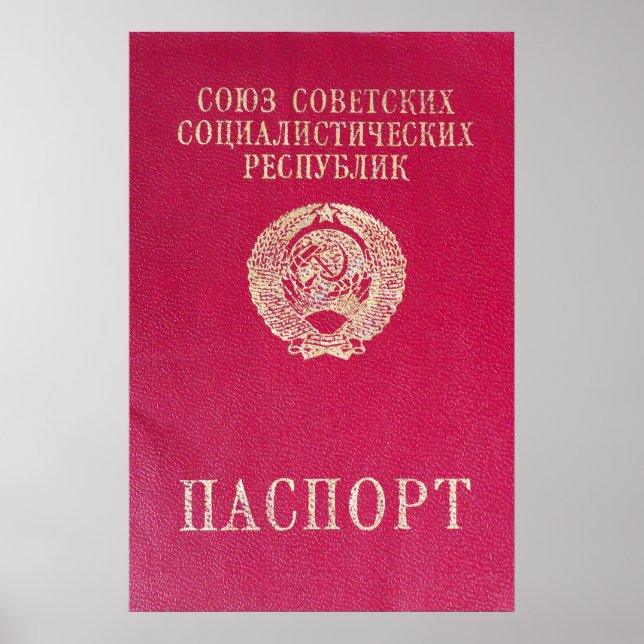 СОЮЗ СОВЕТСКИХ
СОЦИАЛИСТИЧЕСКИХ
РЕСПУБЛИК
ПАСПОРТ